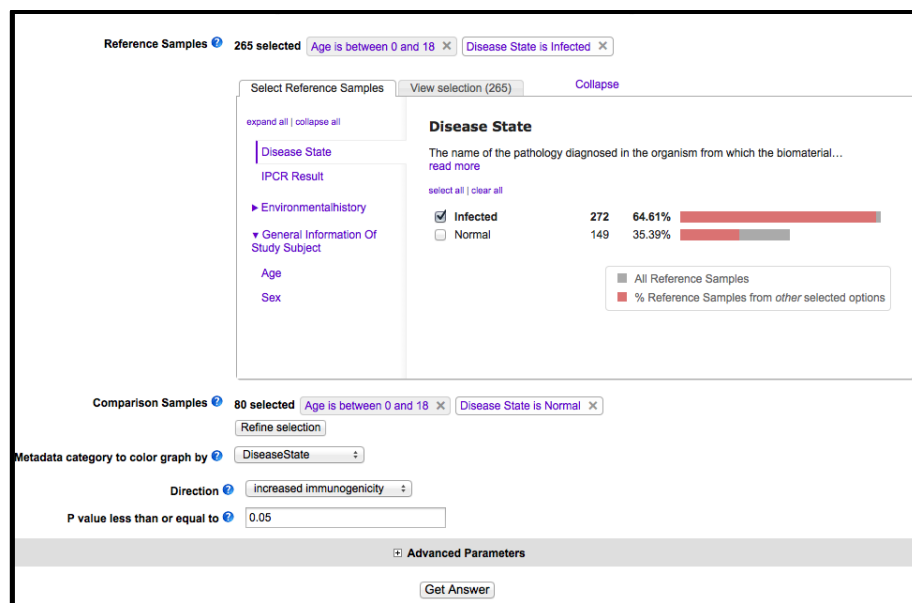 Reference Samples ? 265 selected Age is between 0 and 18 ✕ Disease State is Infected ✕
Select Reference Samples View selection (265) Collapse
expand all | collapse all
Disease State
IPCR Result
▶ Environmentalhistory
▼ General Information Of
Study Subject
Age
Sex
Disease State
The name of the pathology diagnosed in the organism from which the biomaterial…
read more
select all | clear all
Infected 272 64.61%
Normal 149 35.39%
All Reference Samples
% Reference Samples from other selected options
Comparison Samples ? 80 selected Age is between 0 and 18 ✕ Disease State is Normal ✕
Refine selection
Metadata category to color graph by ? DiseaseState
Direction ? increased immunogenicity
P value less than or equal to ? 0.05
Advanced Parameters
Get Answer